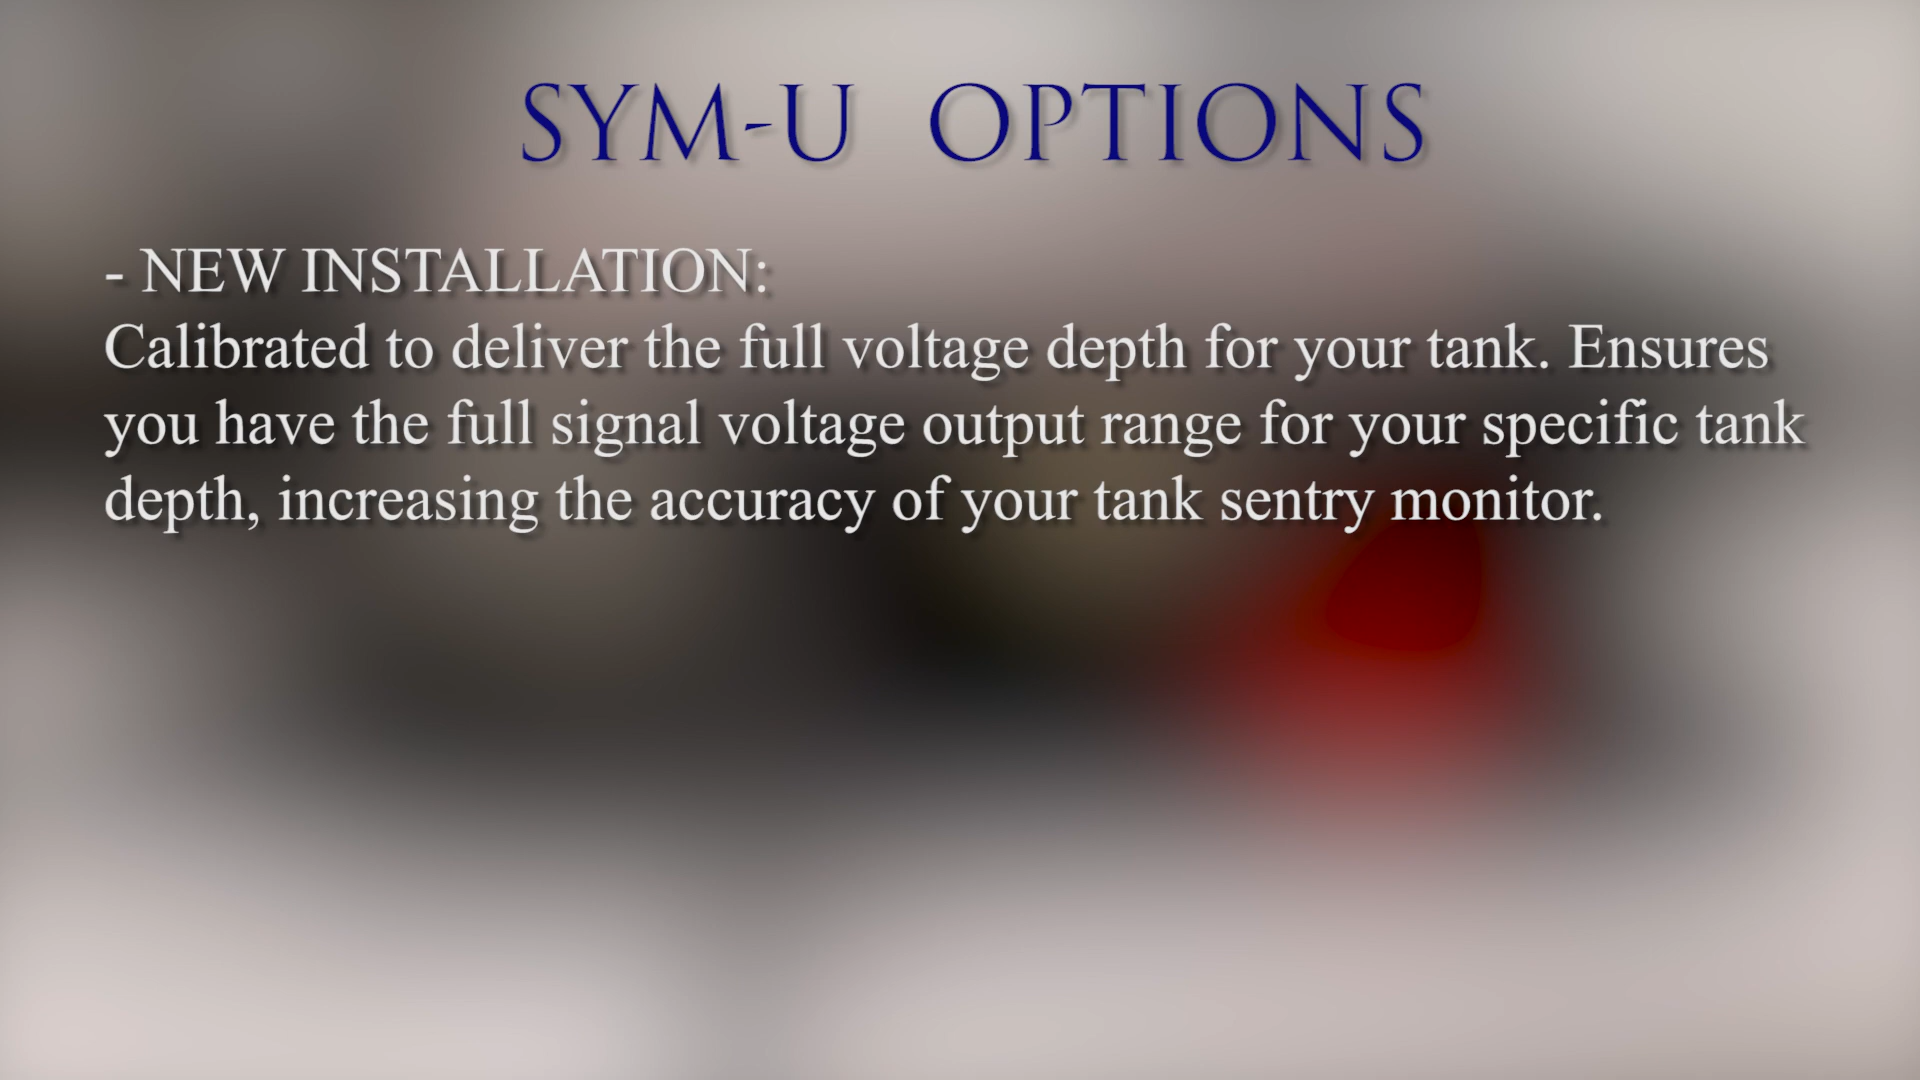 SYM-U OPTIONS
- NEW INSTALLATION:
Calibrated to deliver the full voltage depth for your tank. Ensures
you have the full signal voltage output range for your specific tank
depth, increasing the accuracy of your tank sentry monitor.